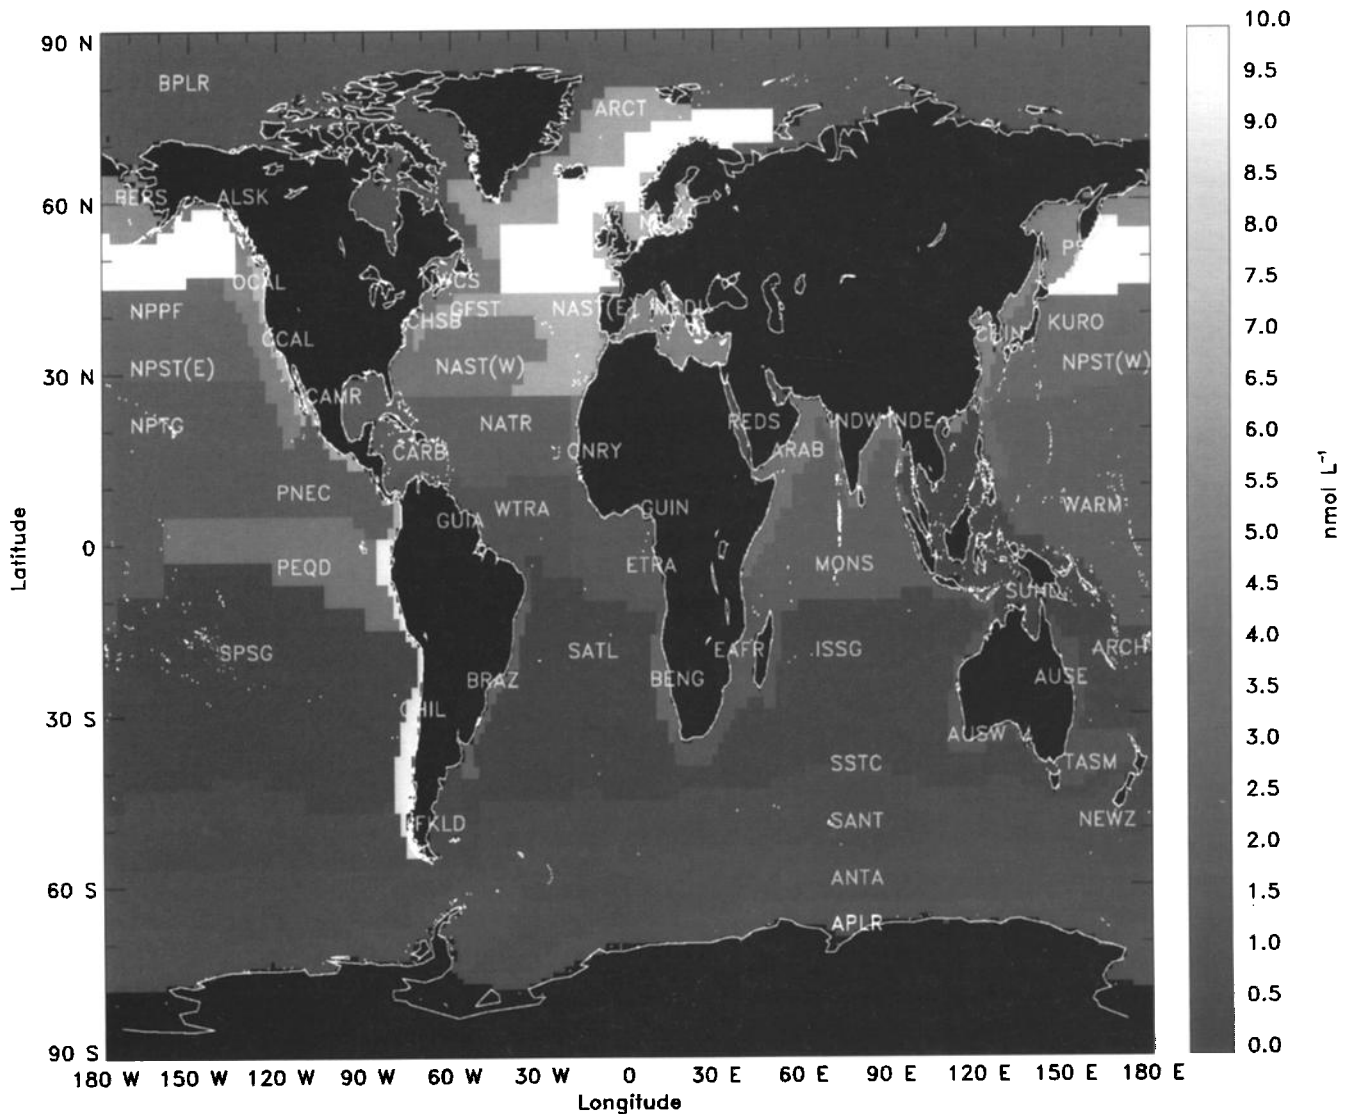 10.0
90 N
BPLR
9.5
ARCT
9.0
8.5
60 N
BERS
ALSK
8.0
7.5
OCAL
NWCS
NPPF
GFST
NAST(E)
MEDI
7.0
CHSB
KURO
CCAL
CHIN
6.5
30 N
NPST(E)
NAST(W)
NPST(W)
CAMR
6.0
NPTG
NATR
REDS
INDW
INDE
CARB
CNRY
ARAB
5.5
PNEC
WTRA
GUIN
WARM
GUIA
5.0
nmol L⁻¹
Latitude
0
PEQD
ETRA
MONS
4.5
SUND
4.0
SPSG
SATL
EAFR
ISSG
ARCH
BRAZ
BENG
AUSE
3.5
30 S
CHIL
3.0
AUSW
SSTC
TASM
2.5
FKLD
SANT
NEWZ
2.0
60 S
ANTA
1.5
APLR
1.0
0.5
90 S
0.0
180 W 150 W 120 W 90 W 60 W 30 W 0 30 E 60 E 90 E 120 E 150 E 180 E
Longitude